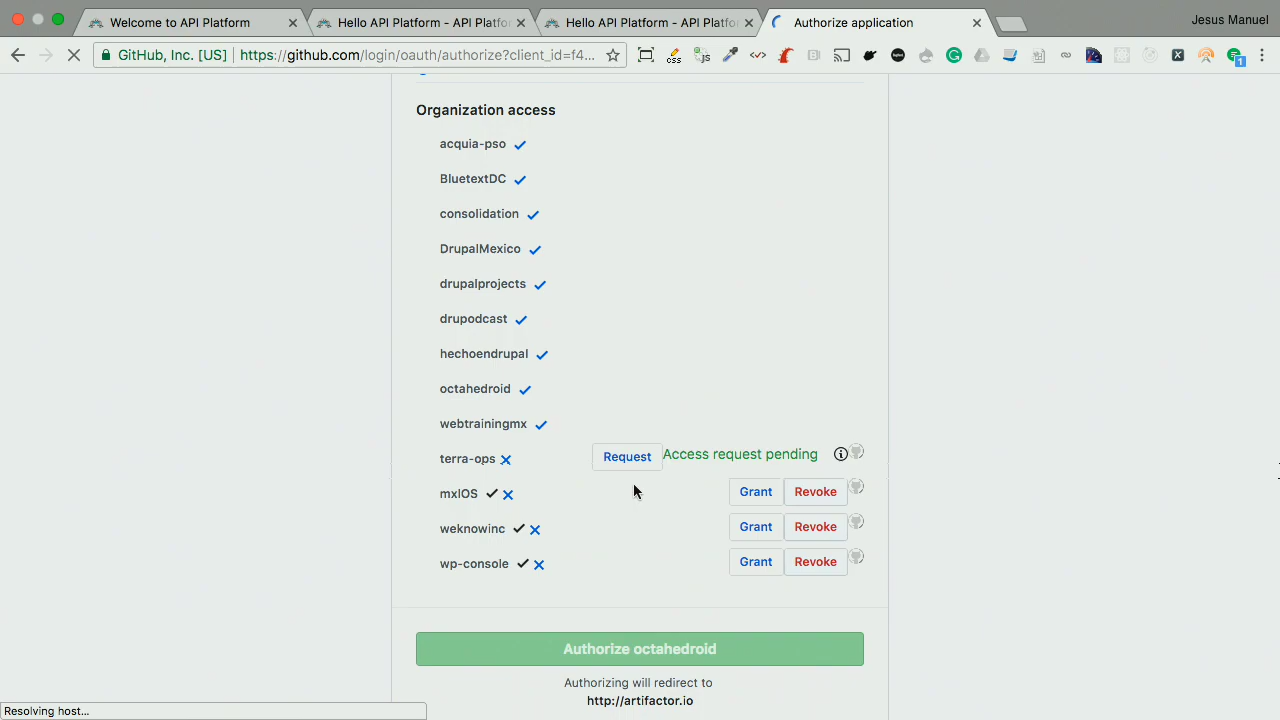 Welcome to API Platform
Hello API Platform - API Platfor
Hello API Platform - API Platfo
Authorize application
Jesus Manuel
GitHub, Inc. [US] https://github.com/login/oauth/authorize?client_id=f4...
1
Organization access
acquia-pso
BluetextDC
consolidation
DrupalMexico
drupalprojects
drupodcast
hechoendrupal
octahedroid
webtrainingmx
terra-ops Request Access request pending
mxIOS Grant Revoke
weknowinc Grant Revoke
wp-console Grant Revoke
Authorize octahedroid
Authorizing will redirect to
http://artifactor.io
Resolving host...